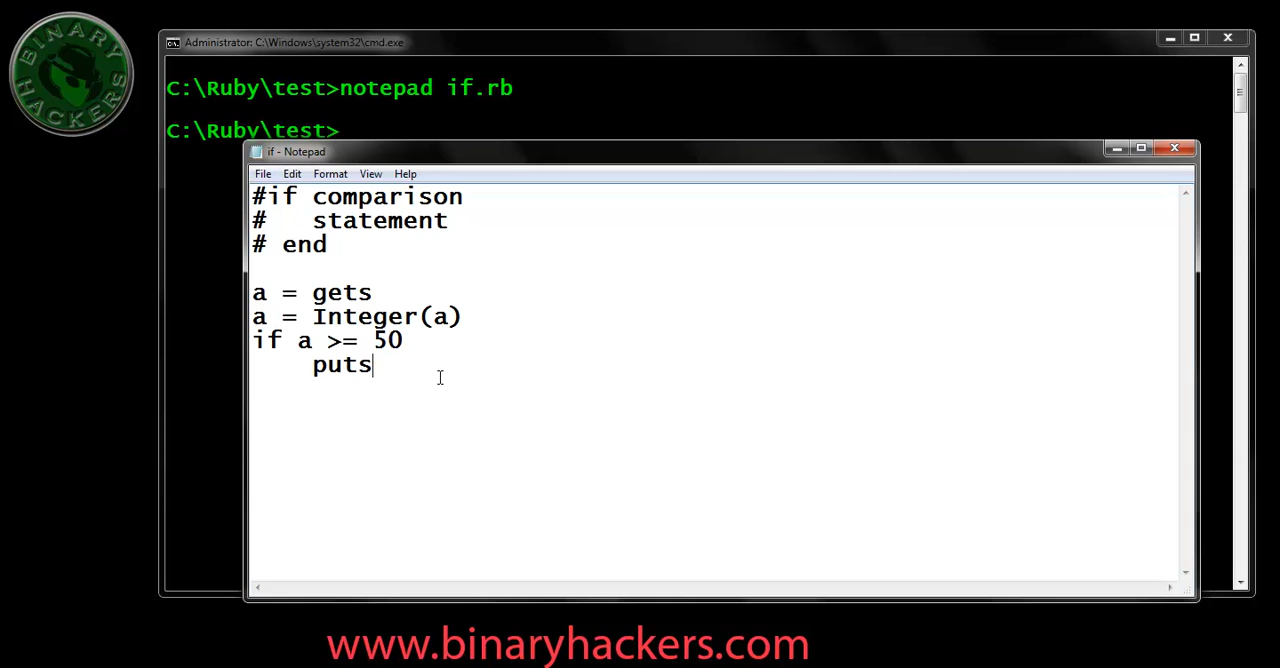 BINARY
HACKERS
Administrator: C:\Windows\system32\cmd.exe
C:\Ruby\test>notepad if.rb
C:\Ruby\test>
if - Notepad
File Edit Format View Help
#if comparison
#   statement
# end
a = gets
a = Integer(a)
if a >= 50
    puts
www.binaryhackers.com